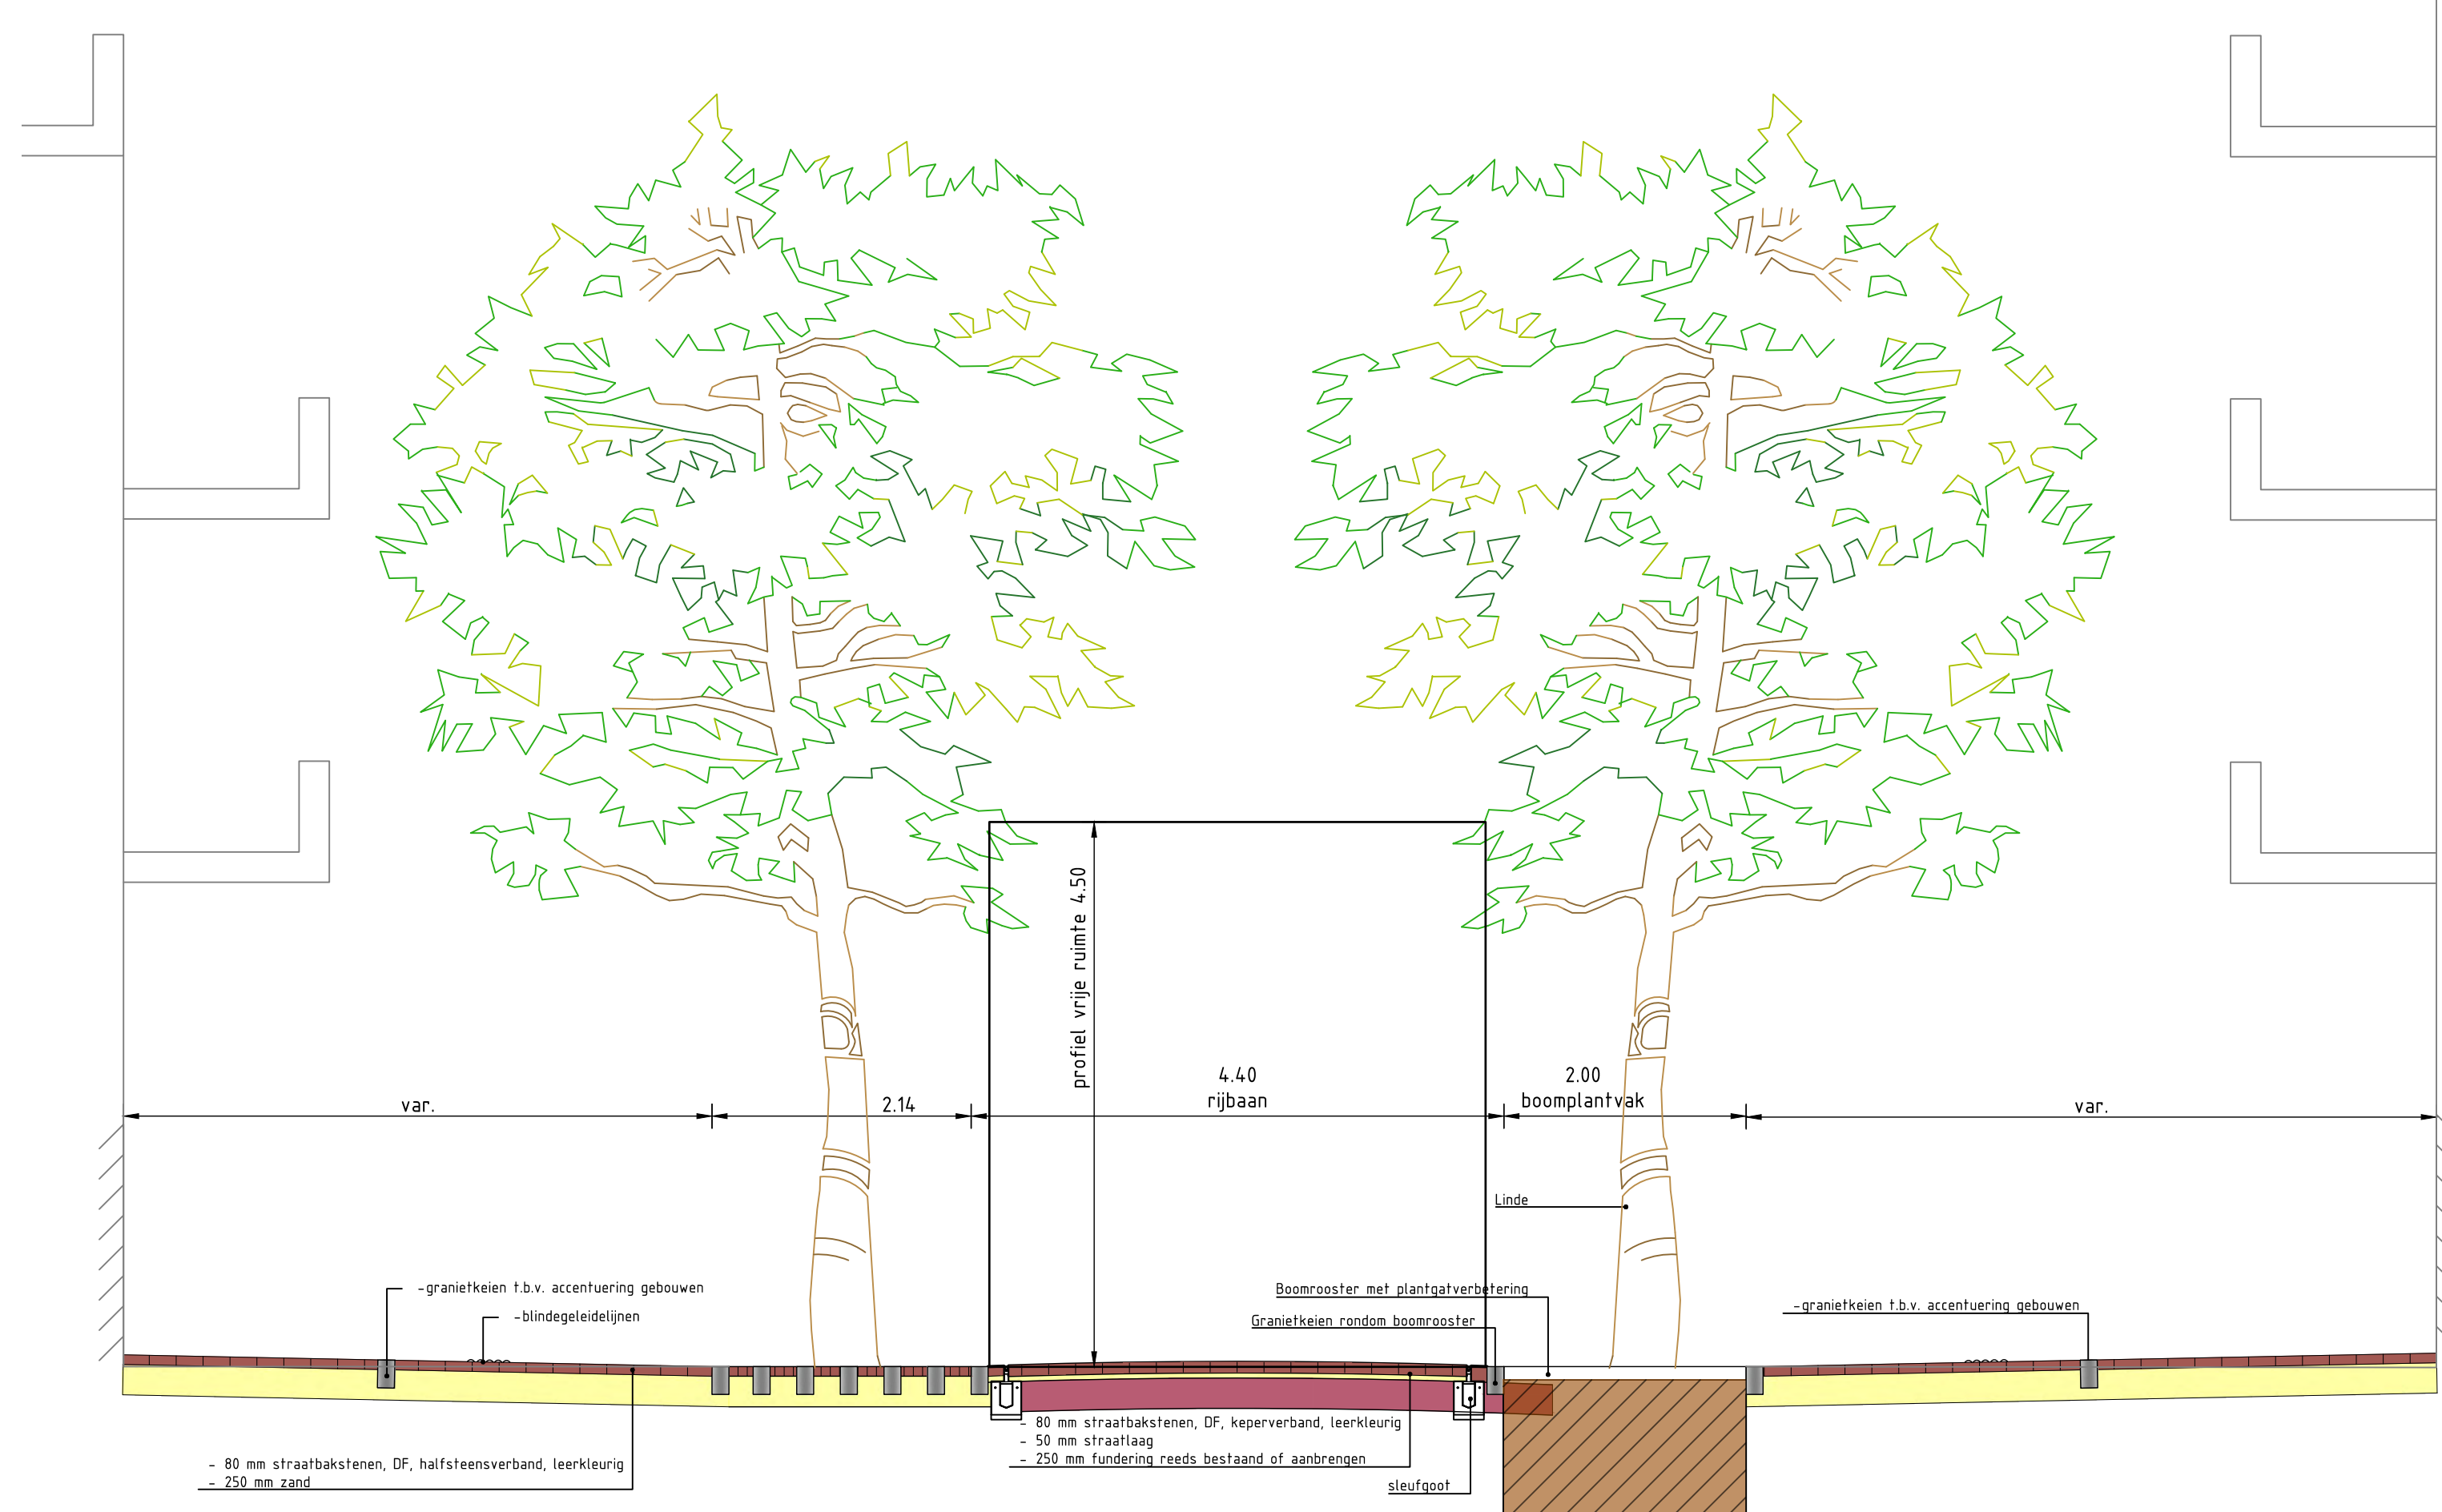 profiel vrije ruimte 4.50
var.
2.14
4.40
rijbaan
2.00
boomplantvak
var.
Linde
-granietkeien t.b.v. accentuering gebouwen
-blindegeleidelijnen
Boomrooster met plantgatverbetering
Granietkeien rondom boomrooster
-granietkeien t.b.v. accentuering gebouwen
- 80 mm straatbakstenen, DF, keperverband, leerkleurig
- 50 mm straatlaag
- 250 mm fundering reeds bestaand of aanbrengen
- 80 mm straatbakstenen, DF, halfsteensverband, leerkleurig
- 250 mm zand
sleufgoot